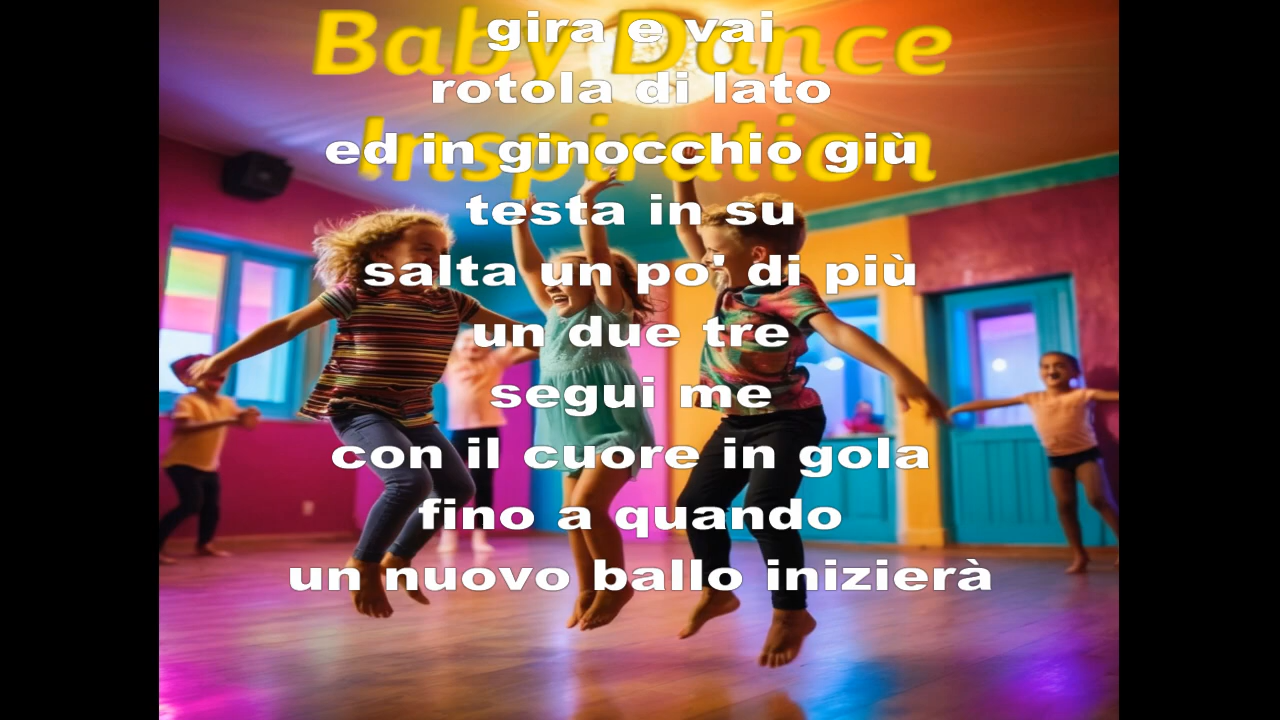 Baby Dance
Inspiration
gira e vai
rotola di lato
ed in ginocchio giù
testa in su
salta un po' di più
un due tre
segui me
con il cuore in gola
fino a quando
un nuovo ballo inizierà